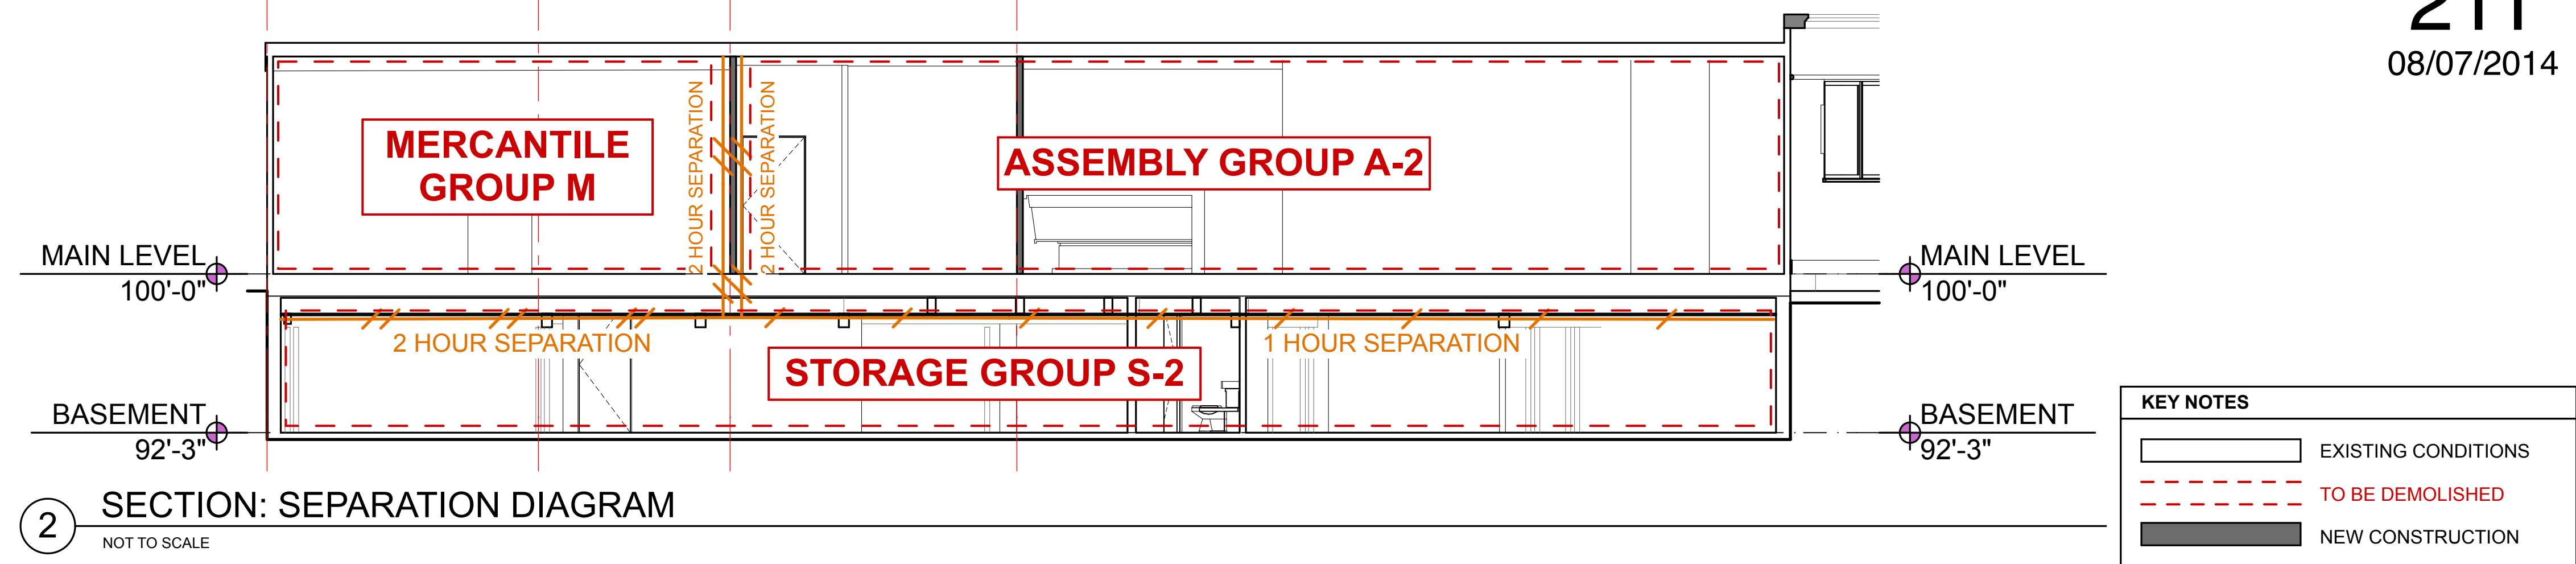 08/07/2014
MERCANTILE
GROUP M
2 HOUR SEPARATION
2 HOUR SEPARATION
ASSEMBLY GROUP A-2
MAIN LEVEL
100'-0"
MAIN LEVEL
100'-0"
2 HOUR SEPARATION
STORAGE GROUP S-2
1 HOUR SEPARATION
BASEMENT
92'-3"
BASEMENT
92'-3"
2
SECTION: SEPARATION DIAGRAM
NOT TO SCALE
KEY NOTES
EXISTING CONDITIONS
TO BE DEMOLISHED
NEW CONSTRUCTION